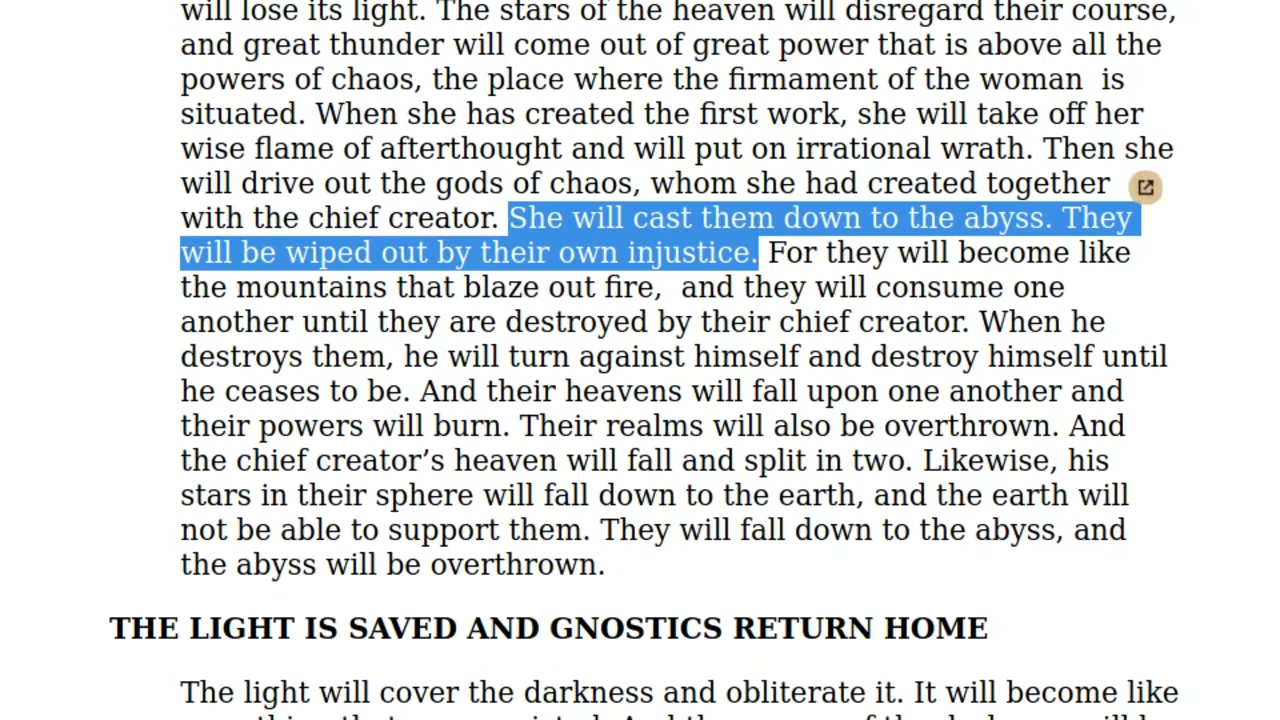 will lose its light. The stars of the heaven will disregard their course,
and great thunder will come out of great power that is above all the
powers of chaos, the place where the firmament of the woman  is
situated. When she has created the first work, she will take off her
wise flame of afterthought and will put on irrational wrath. Then she
will drive out the gods of chaos, whom she had created together
with the chief creator. She will cast them down to the abyss. They
will be wiped out by their own injustice. For they will become like
the mountains that blaze out fire,  and they will consume one
another until they are destroyed by their chief creator. When he
destroys them, he will turn against himself and destroy himself until
he ceases to be. And their heavens will fall upon one another and
their powers will burn. Their realms will also be overthrown. And
the chief creator’s heaven will fall and split in two. Likewise, his
stars in their sphere will fall down to the earth, and the earth will
not be able to support them. They will fall down to the abyss, and
the abyss will be overthrown.
THE LIGHT IS SAVED AND GNOSTICS RETURN HOME
The light will cover the darkness and obliterate it. It will become like